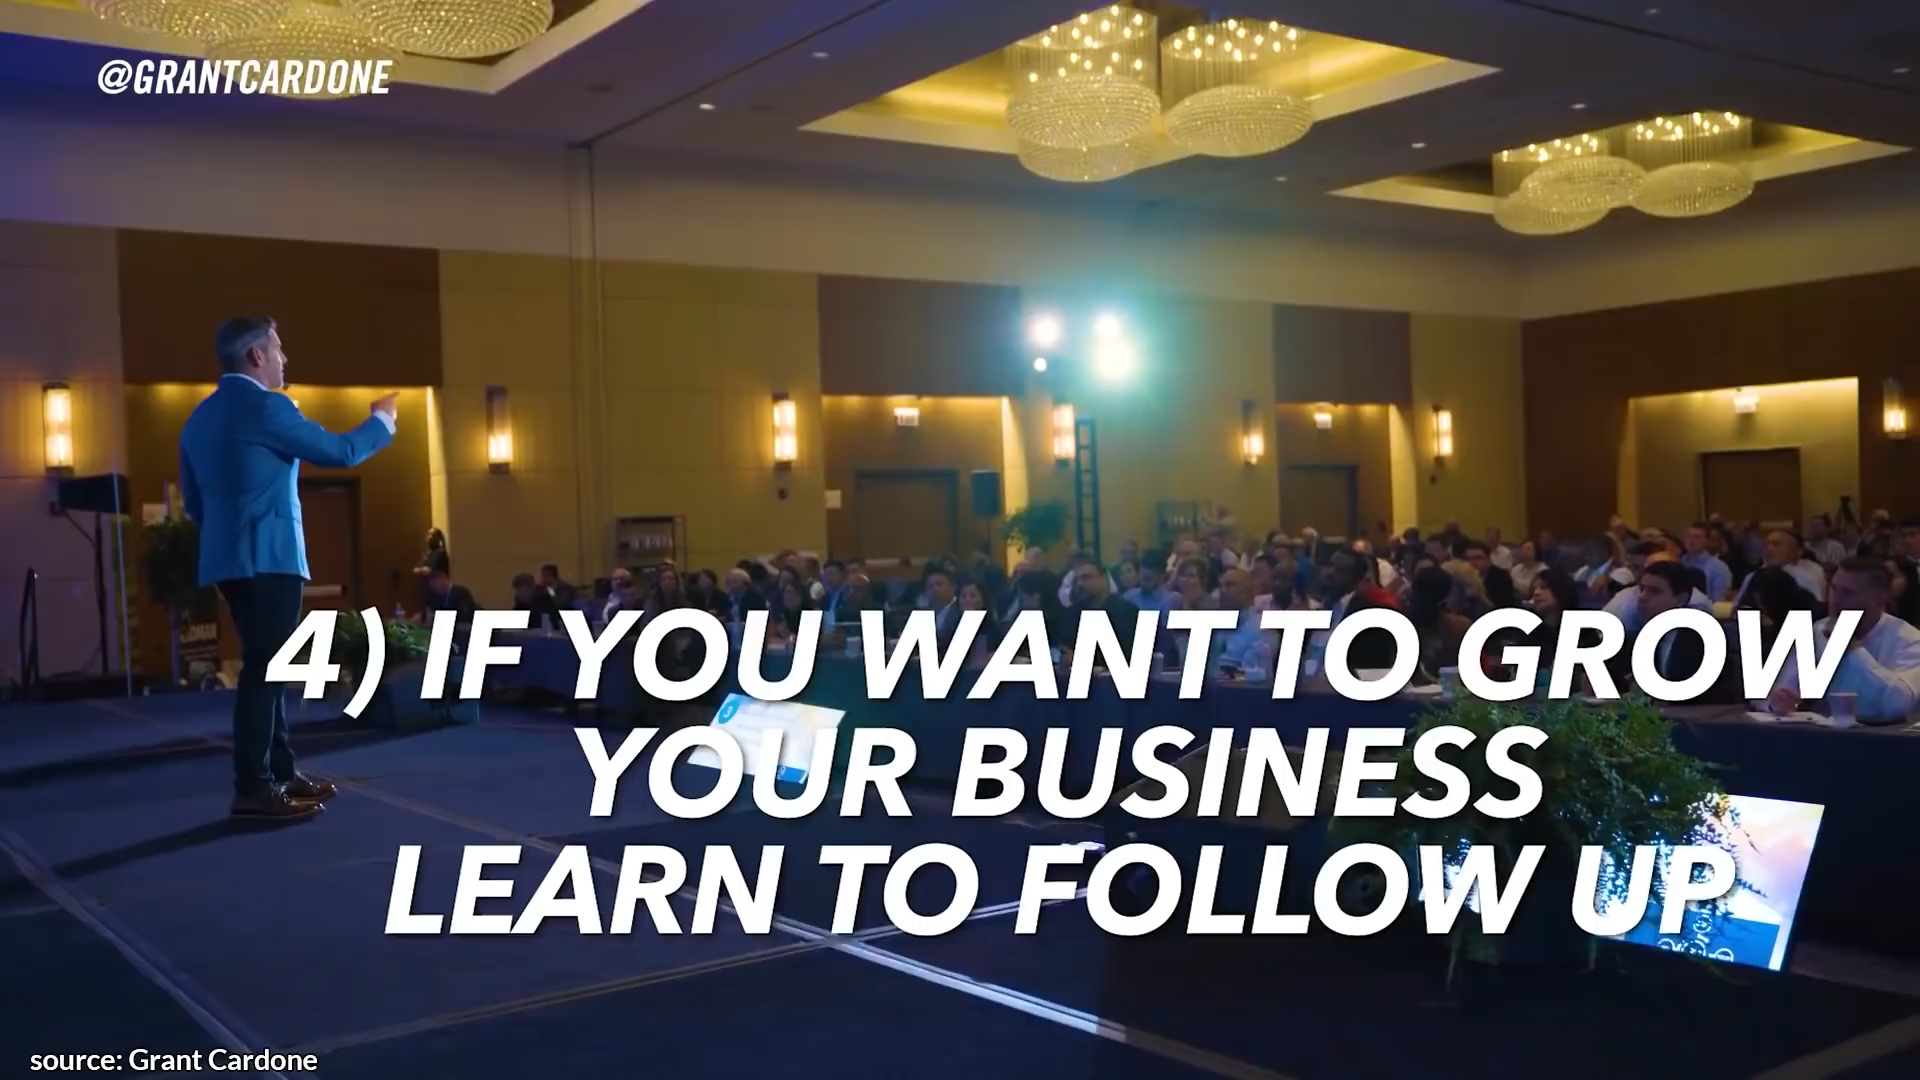 @GRANTCARDONE
4) IF YOU WANT TO GROW
YOUR BUSINESS
LEARN TO FOLLOW UP
source: Grant Cardone